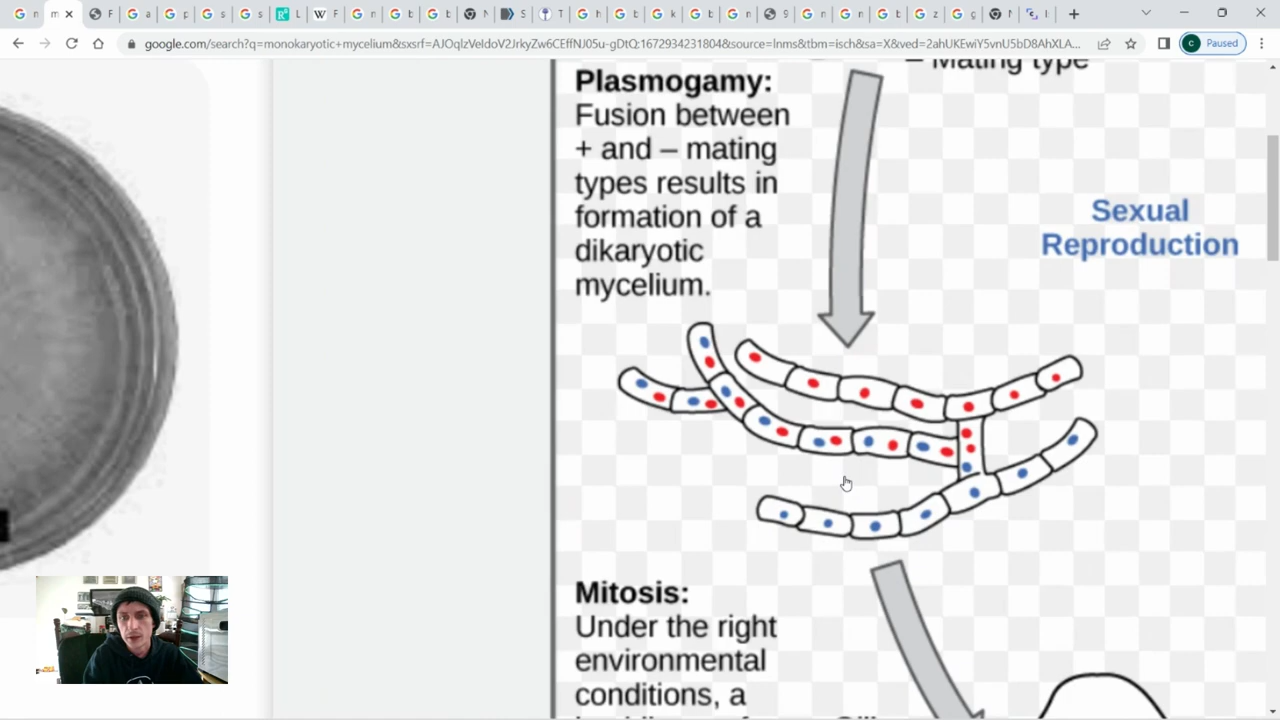 google.com/search?q=monokaryotic+mycelium&sxsrf=
Paused
– Mating type
Plasmogamy:
Fusion between
+ and – mating
types results in
formation of a
dikaryotic
mycelium.
Sexual
Reproduction
Mitosis:
Under the right
environmental
conditions, a